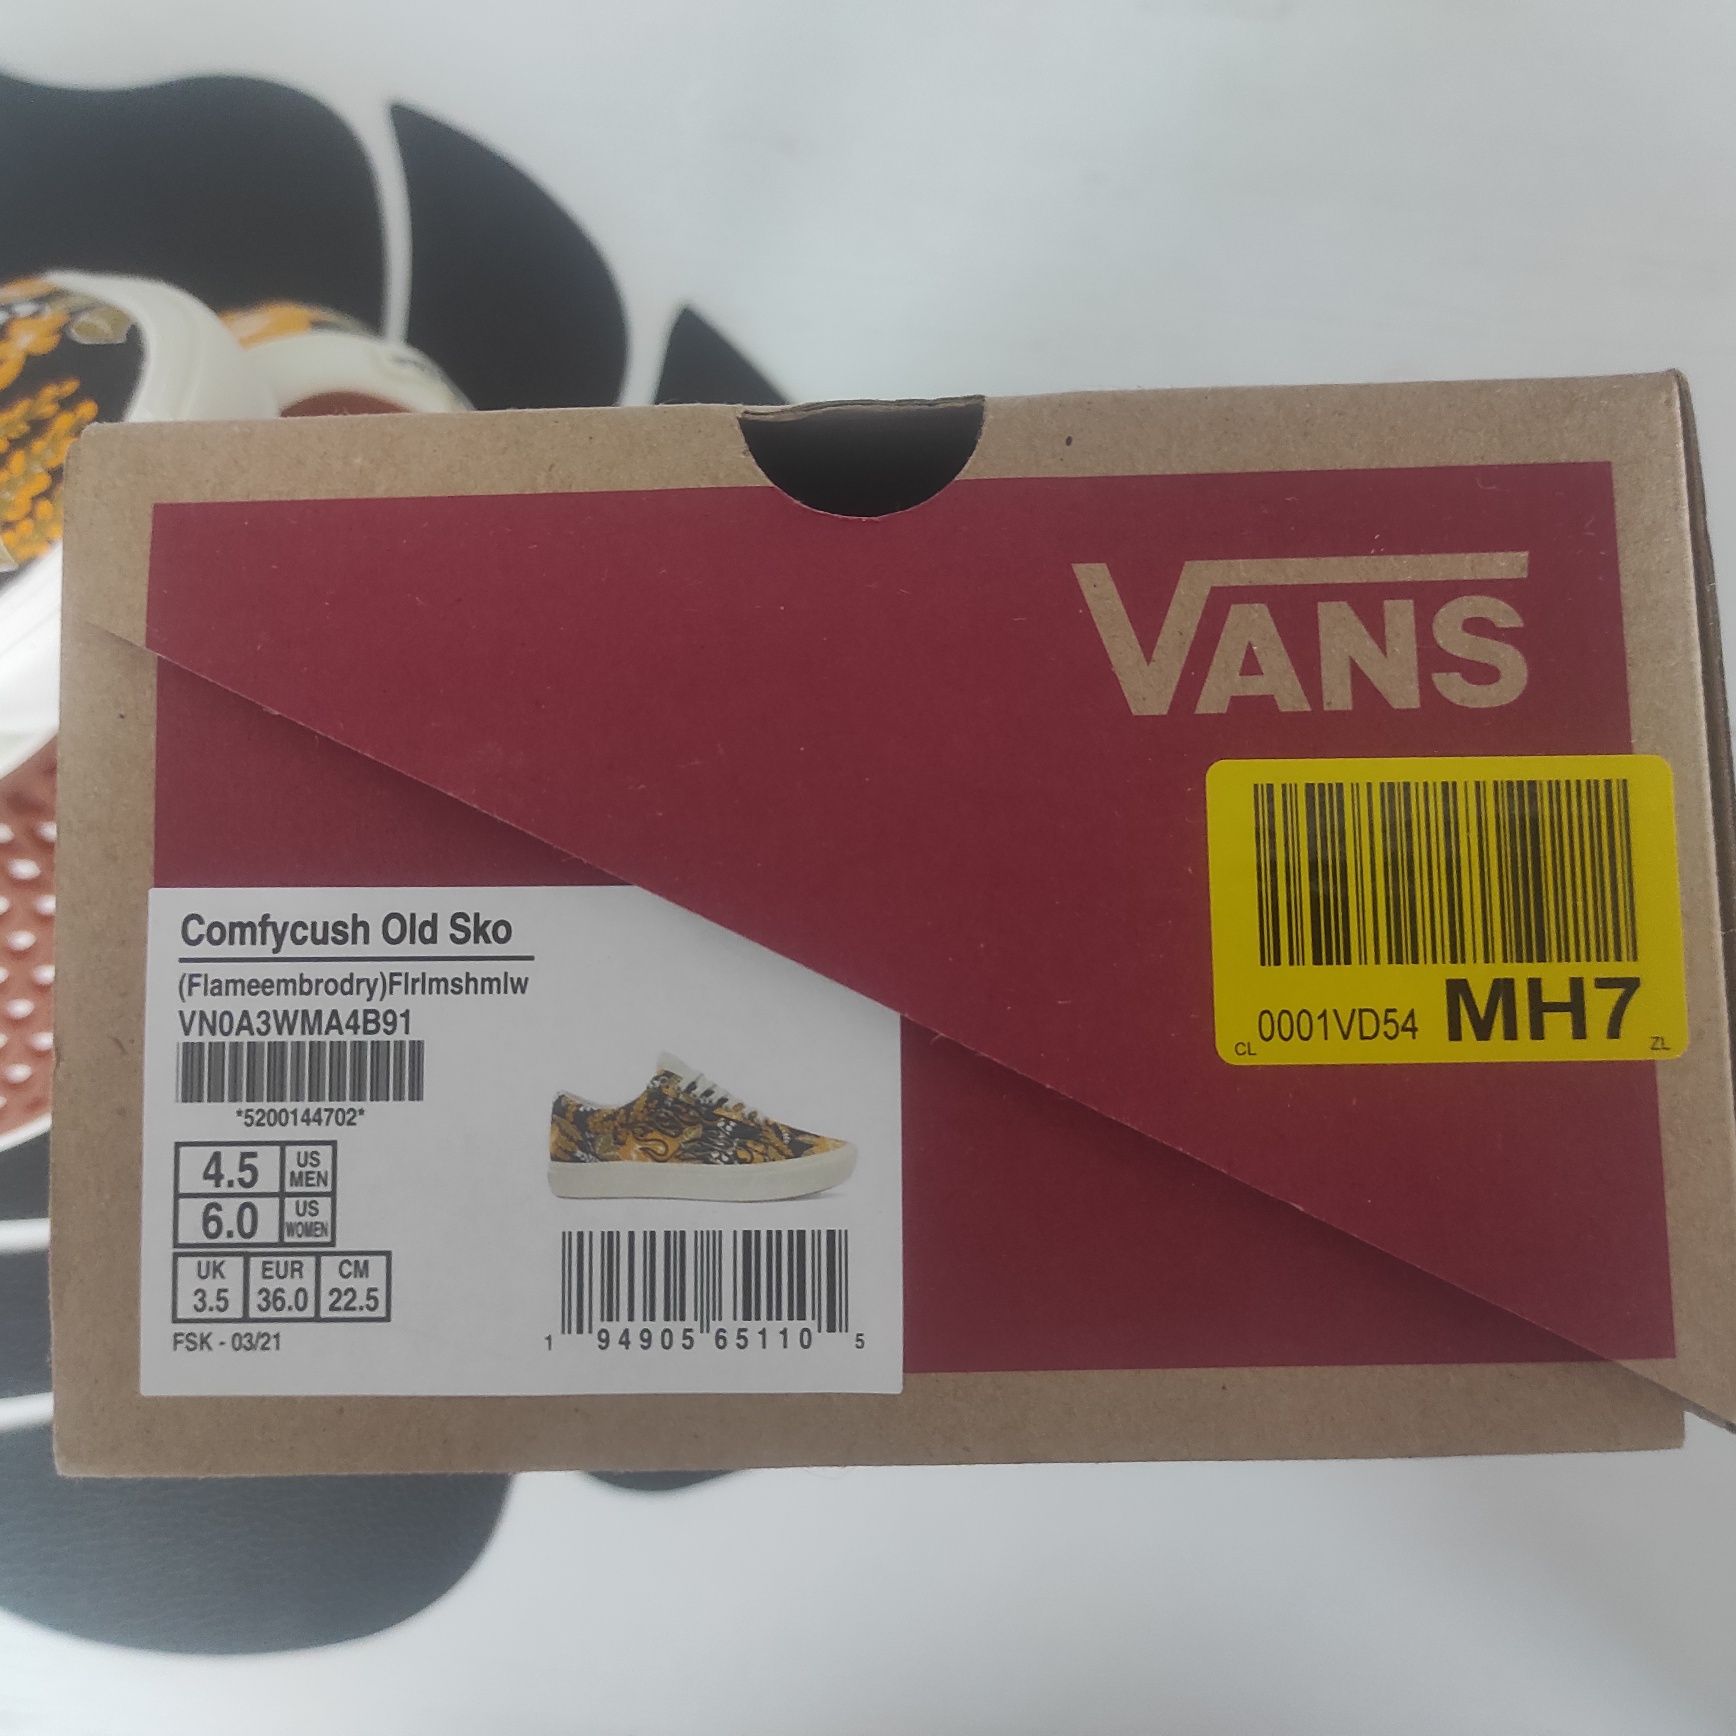 VANS
0001VD54 MH7
CL
ZL
Comfycush Old Sko
(Flameembrodry)Flrlmshmlw
VN0A3WMA4B91
*5200144702*
4.5 US MEN
6.0 US WOMEN
UK EUR CM
3.5 36.0 22.5
FSK - 03/21
1 94905 65110 5